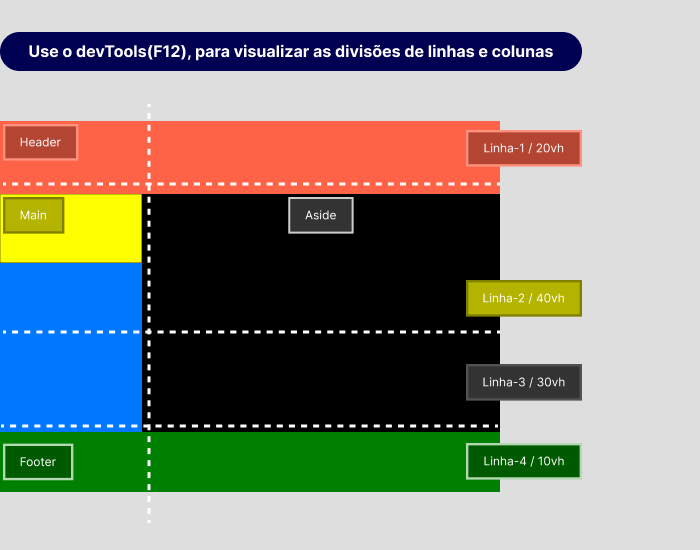 Use o devTools(F12), para visualizar as divisões de linhas e colunas
Header
Linha-1 / 20vh
Main
Aside
Linha-2 / 40vh
Linha-3 / 30vh
Footer
Linha-4 / 10vh